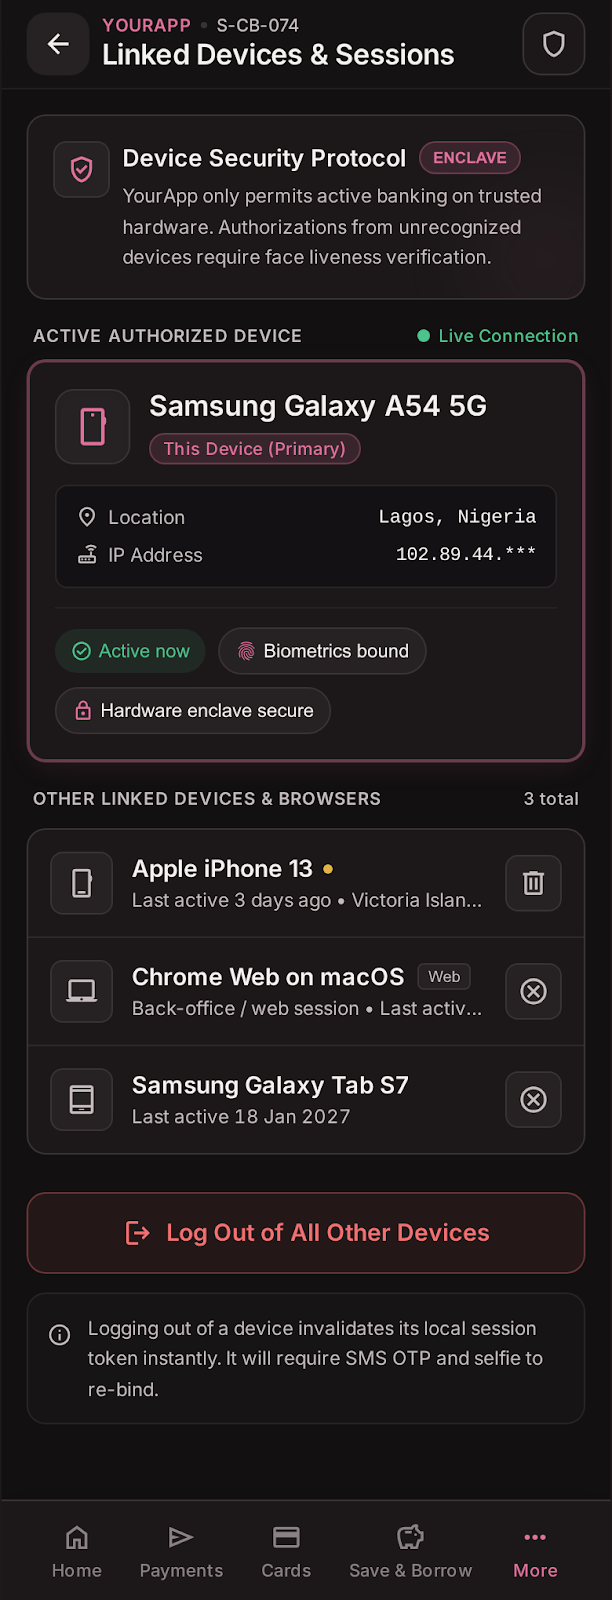 YOURAPP • S-CB-074
Linked Devices & Sessions
Device Security Protocol ENCLAVE
YourApp only permits active banking on trusted
hardware. Authorizations from unrecognized
devices require face liveness verification.
ACTIVE AUTHORIZED DEVICE Live Connection
Samsung Galaxy A54 5G
This Device (Primary)
Location Lagos, Nigeria
IP Address 102.89.44.***
Active now Biometrics bound
Hardware enclave secure
OTHER LINKED DEVICES & BROWSERS 3 total
Apple iPhone 13
Last active 3 days ago • Victoria Islan...
Chrome Web on macOS Web
Back-office / web session • Last activ...
Samsung Galaxy Tab S7
Last active 18 Jan 2027
Log Out of All Other Devices
Logging out of a device invalidates its local session
token instantly. It will require SMS OTP and selfie to
re-bind.
Home Payments Cards Save & Borrow More